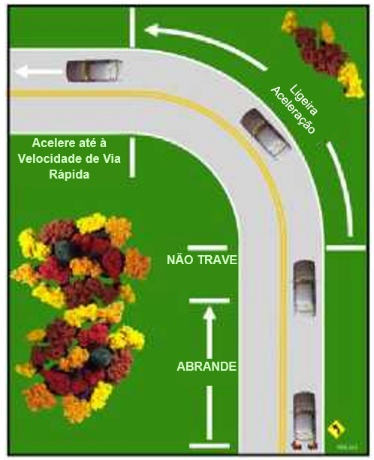 Ligeira
Aceleração
Acelere até à
Velocidade de Via
Rápida
NÃO TRAVE
ABRANDE